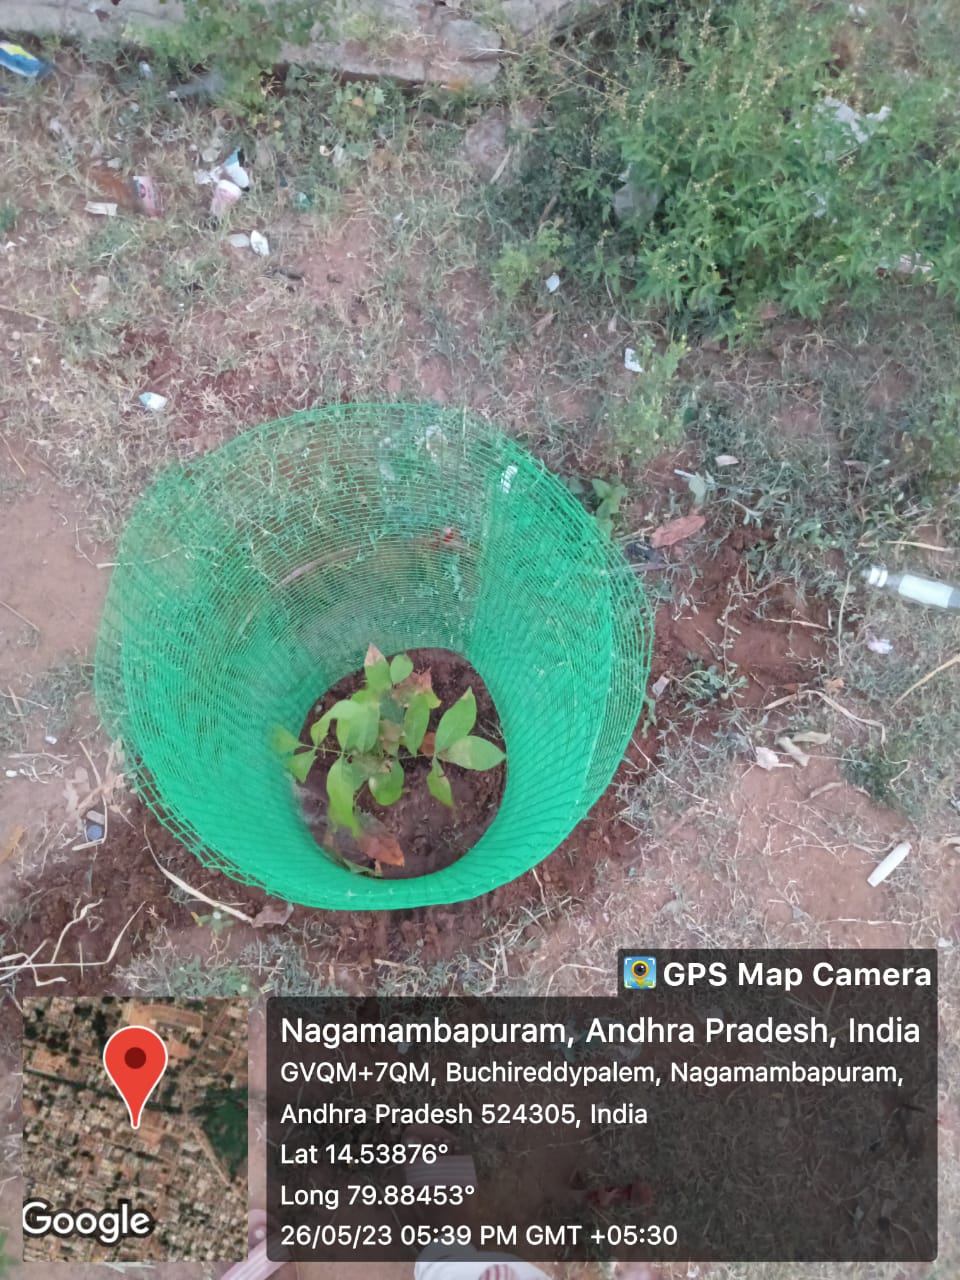 GPS Map Camera
Nagamambapuram, Andhra Pradesh, India
GVQM+7QM, Buchireddypalem, Nagamambapuram,
Andhra Pradesh 524305, India
Lat 14.53876°
Long 79.88453°
26/05/23 05:39 PM GMT +05:30
Google